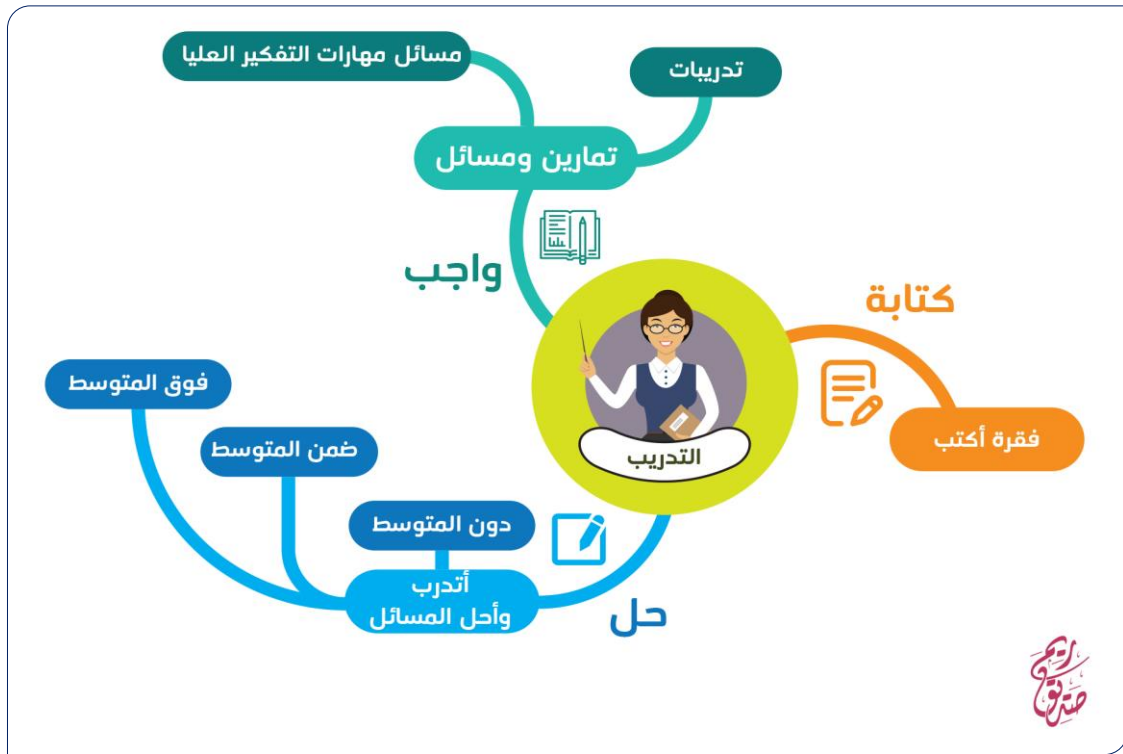 تدريبات
مسائل مهارات التفكير العليا
تمارين ومسائل
واجب
كتابة
فقرة أكتب
التدريب
فوق المتوسط
ضمن المتوسط
دون المتوسط
أتدرب
وأحل المسائل
حل
ريم